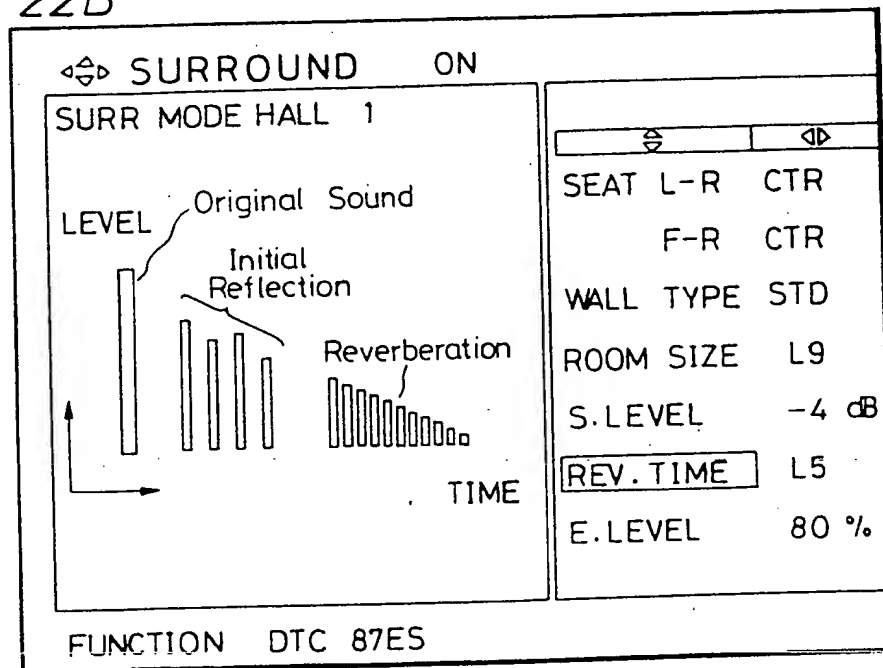 22B
SURROUND ON
SURR MODE HALL 1
LEVEL
Original Sound
Initial
Reflection
Reverberation
TIME
SEAT L-R CTR
F-R CTR
WALL TYPE STD
ROOM SIZE L9
S.LEVEL -4 dB
REV.TIME L5
E.LEVEL 80 %
FUNCTION DTC 87ES